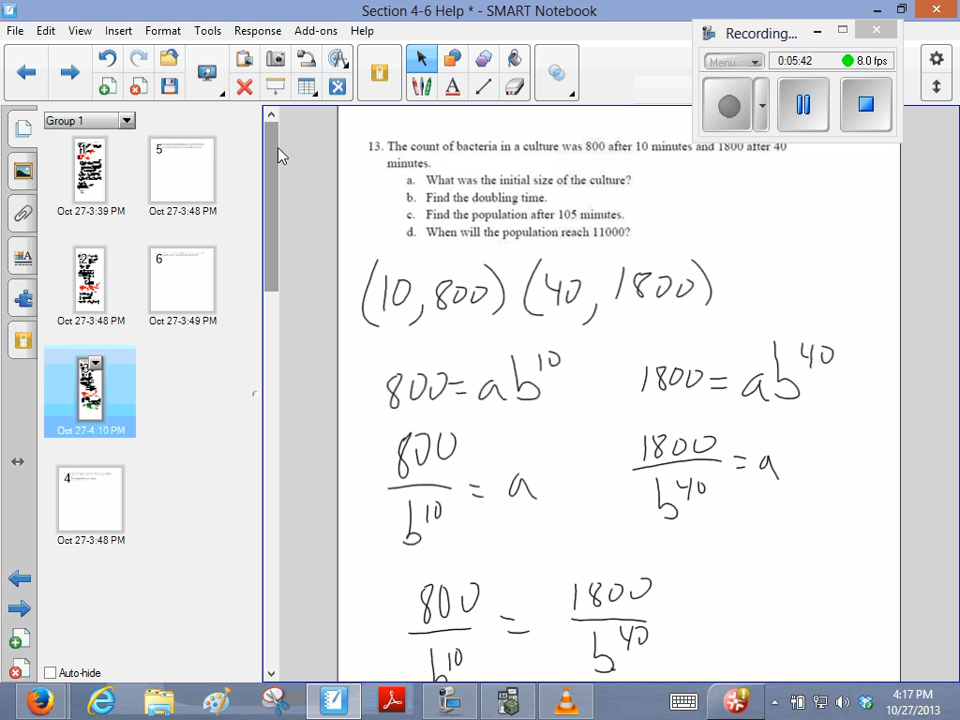 Section 4-6 Help * - SMART Notebook
File Edit View Insert Format Tools Response Add-ons Help
Recording...
Menu 0:05:42 8.0 fps
Group 1
Oct 27-3:39 PM
5
Oct 27-3:48 PM
Oct 27-3:48 PM
6
Oct 27-3:49 PM
Oct 27-4:10 PM
4
Oct 27-3:48 PM
Auto-hide
13. The count of bacteria in a culture was 800 after 10 minutes and 1800 after 40
minutes.
a. What was the initial size of the culture?
b. Find the doubling time.
c. Find the population after 105 minutes.
d. When will the population reach 11000?
(10,800) (40,1800)
800 = ab^10 1800 = ab^40
800/b^10 = a 1800/b^40 = a
800/b^10 = 1800/b^40
4:17 PM
10/27/2013